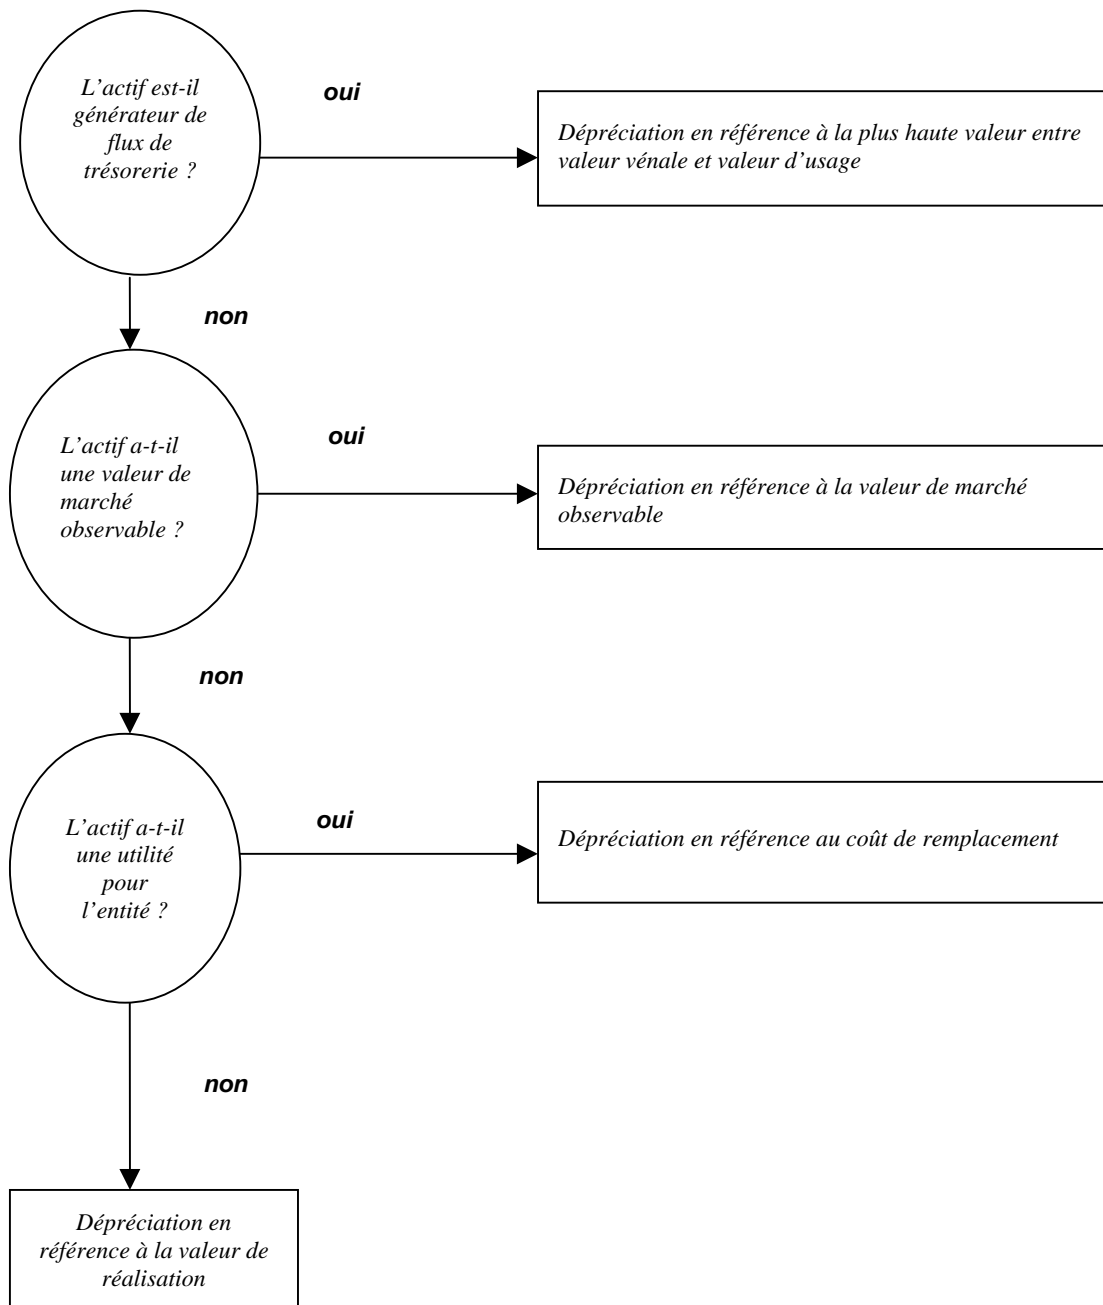 L'actif est-il
générateur de
flux de
trésorerie ?
oui
Dépréciation en référence à la plus haute valeur entre
valeur vénale et valeur d'usage
non
L'actif a-t-il
une valeur de
marché
observable ?
oui
Dépréciation en référence à la valeur de marché
observable
non
L'actif a-t-il
une utilité
pour
l'entité ?
oui
Dépréciation en référence au coût de remplacement
non
Dépréciation en
référence à la valeur de
réalisation